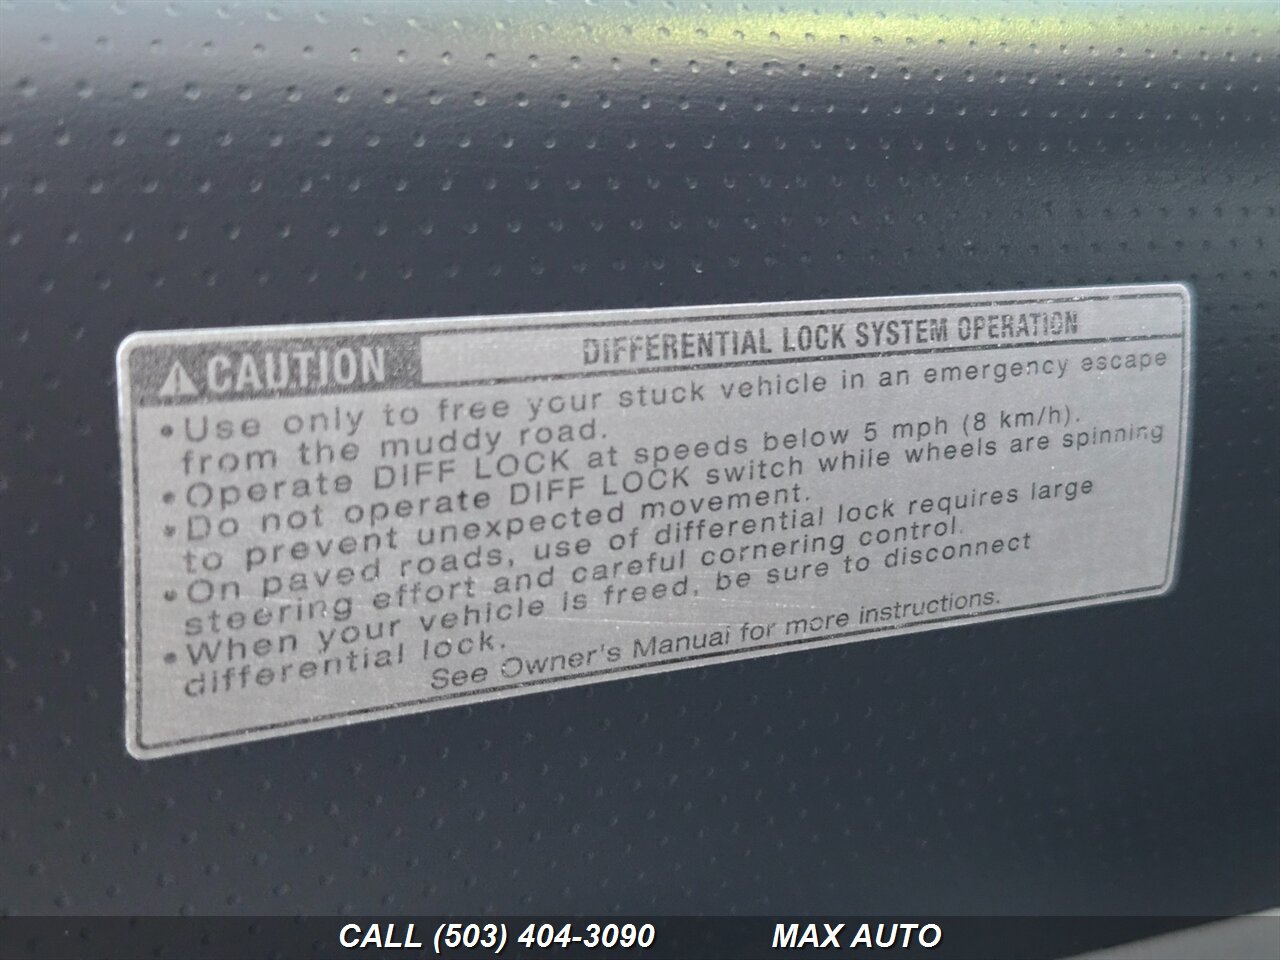 CAUTION DIFFERENTIAL LOCK SYSTEM OPERATION
•Use only to free your stuck vehicle in an emergency escape
from the muddy road.
•Operate DIFF LOCK at speeds below 5 mph (8 km/h).
•Do not operate DIFF LOCK switch while wheels are spinning
to prevent unexpected movement.
•On paved roads, use of differential lock requires large
steering effort and careful cornering control.
•When your vehicle is freed, be sure to disconnect
differential lock.
See Owner's Manual for more instructions.
CALL (503) 404-3090 MAX AUTO